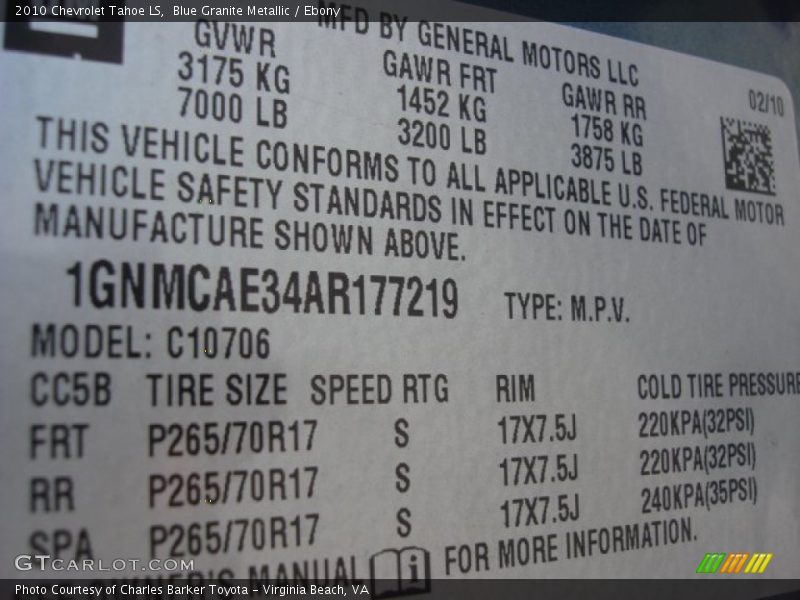 2010 Chevrolet Tahoe LS,  Blue Granite Metallic / Ebony
MFD BY GENERAL MOTORS LLC
02/10
GVWR GAWR FRT GAWR RR
3175 KG 1452 KG 1758 KG
7000 LB 3200 LB 3875 LB
THIS VEHICLE CONFORMS TO ALL APPLICABLE U.S. FEDERAL MOTOR
VEHICLE SAFETY STANDARDS IN EFFECT ON THE DATE OF
MANUFACTURE SHOWN ABOVE.
1GNMCAE34AR177219 TYPE: M.P.V.
MODEL: C10706
CC5B TIRE SIZE SPEED RTG RIM COLD TIRE PRESSURE
FRT P265/70R17 S 17X7.5J 220KPA(32PSI)
RR P265/70R17 S 17X7.5J 220KPA(32PSI)
SPA P265/70R17 S 17X7.5J 240KPA(35PSI)
OWNER'S MANUAL i FOR MORE INFORMATION.
GTCARLOT.COM
Photo Courtesy of Charles Barker Toyota - Virginia Beach, VA